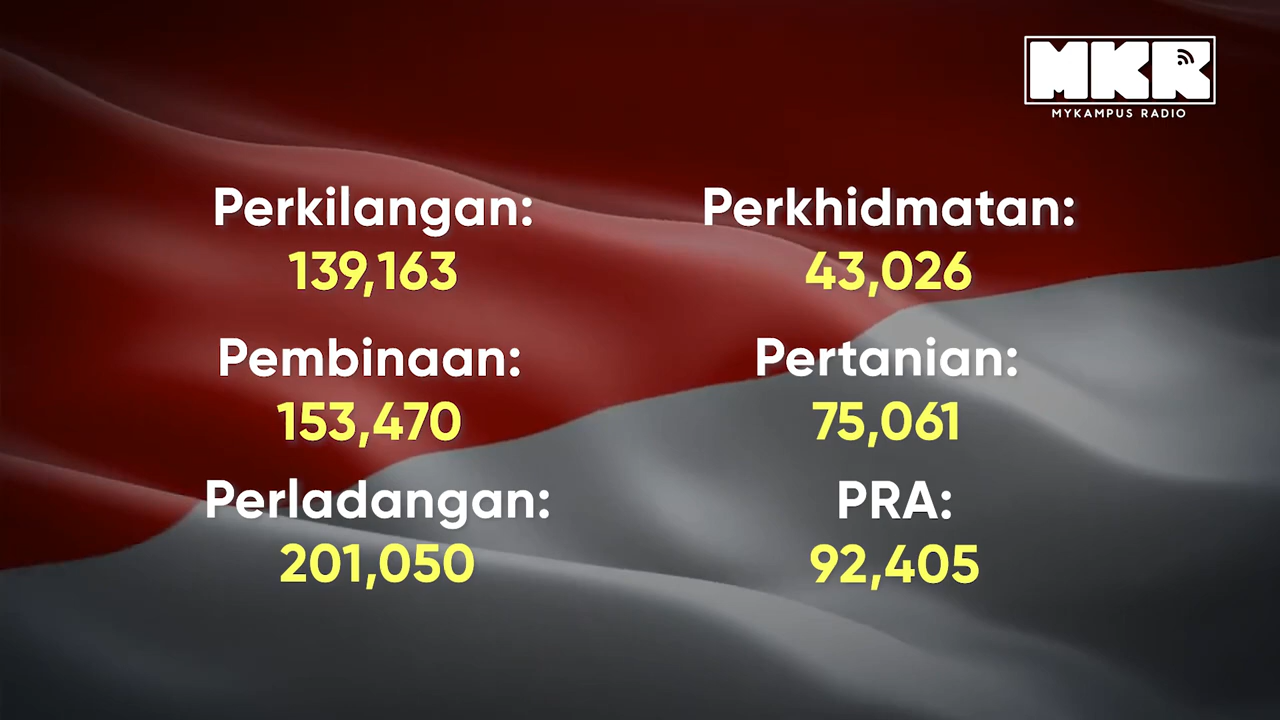 MKR
MYKAMPUS RADIO
Perkilangan:
139,163
Perkhidmatan:
43,026
Pembinaan:
153,470
Pertanian:
75,061
Perladangan:
201,050
PRA:
92,405